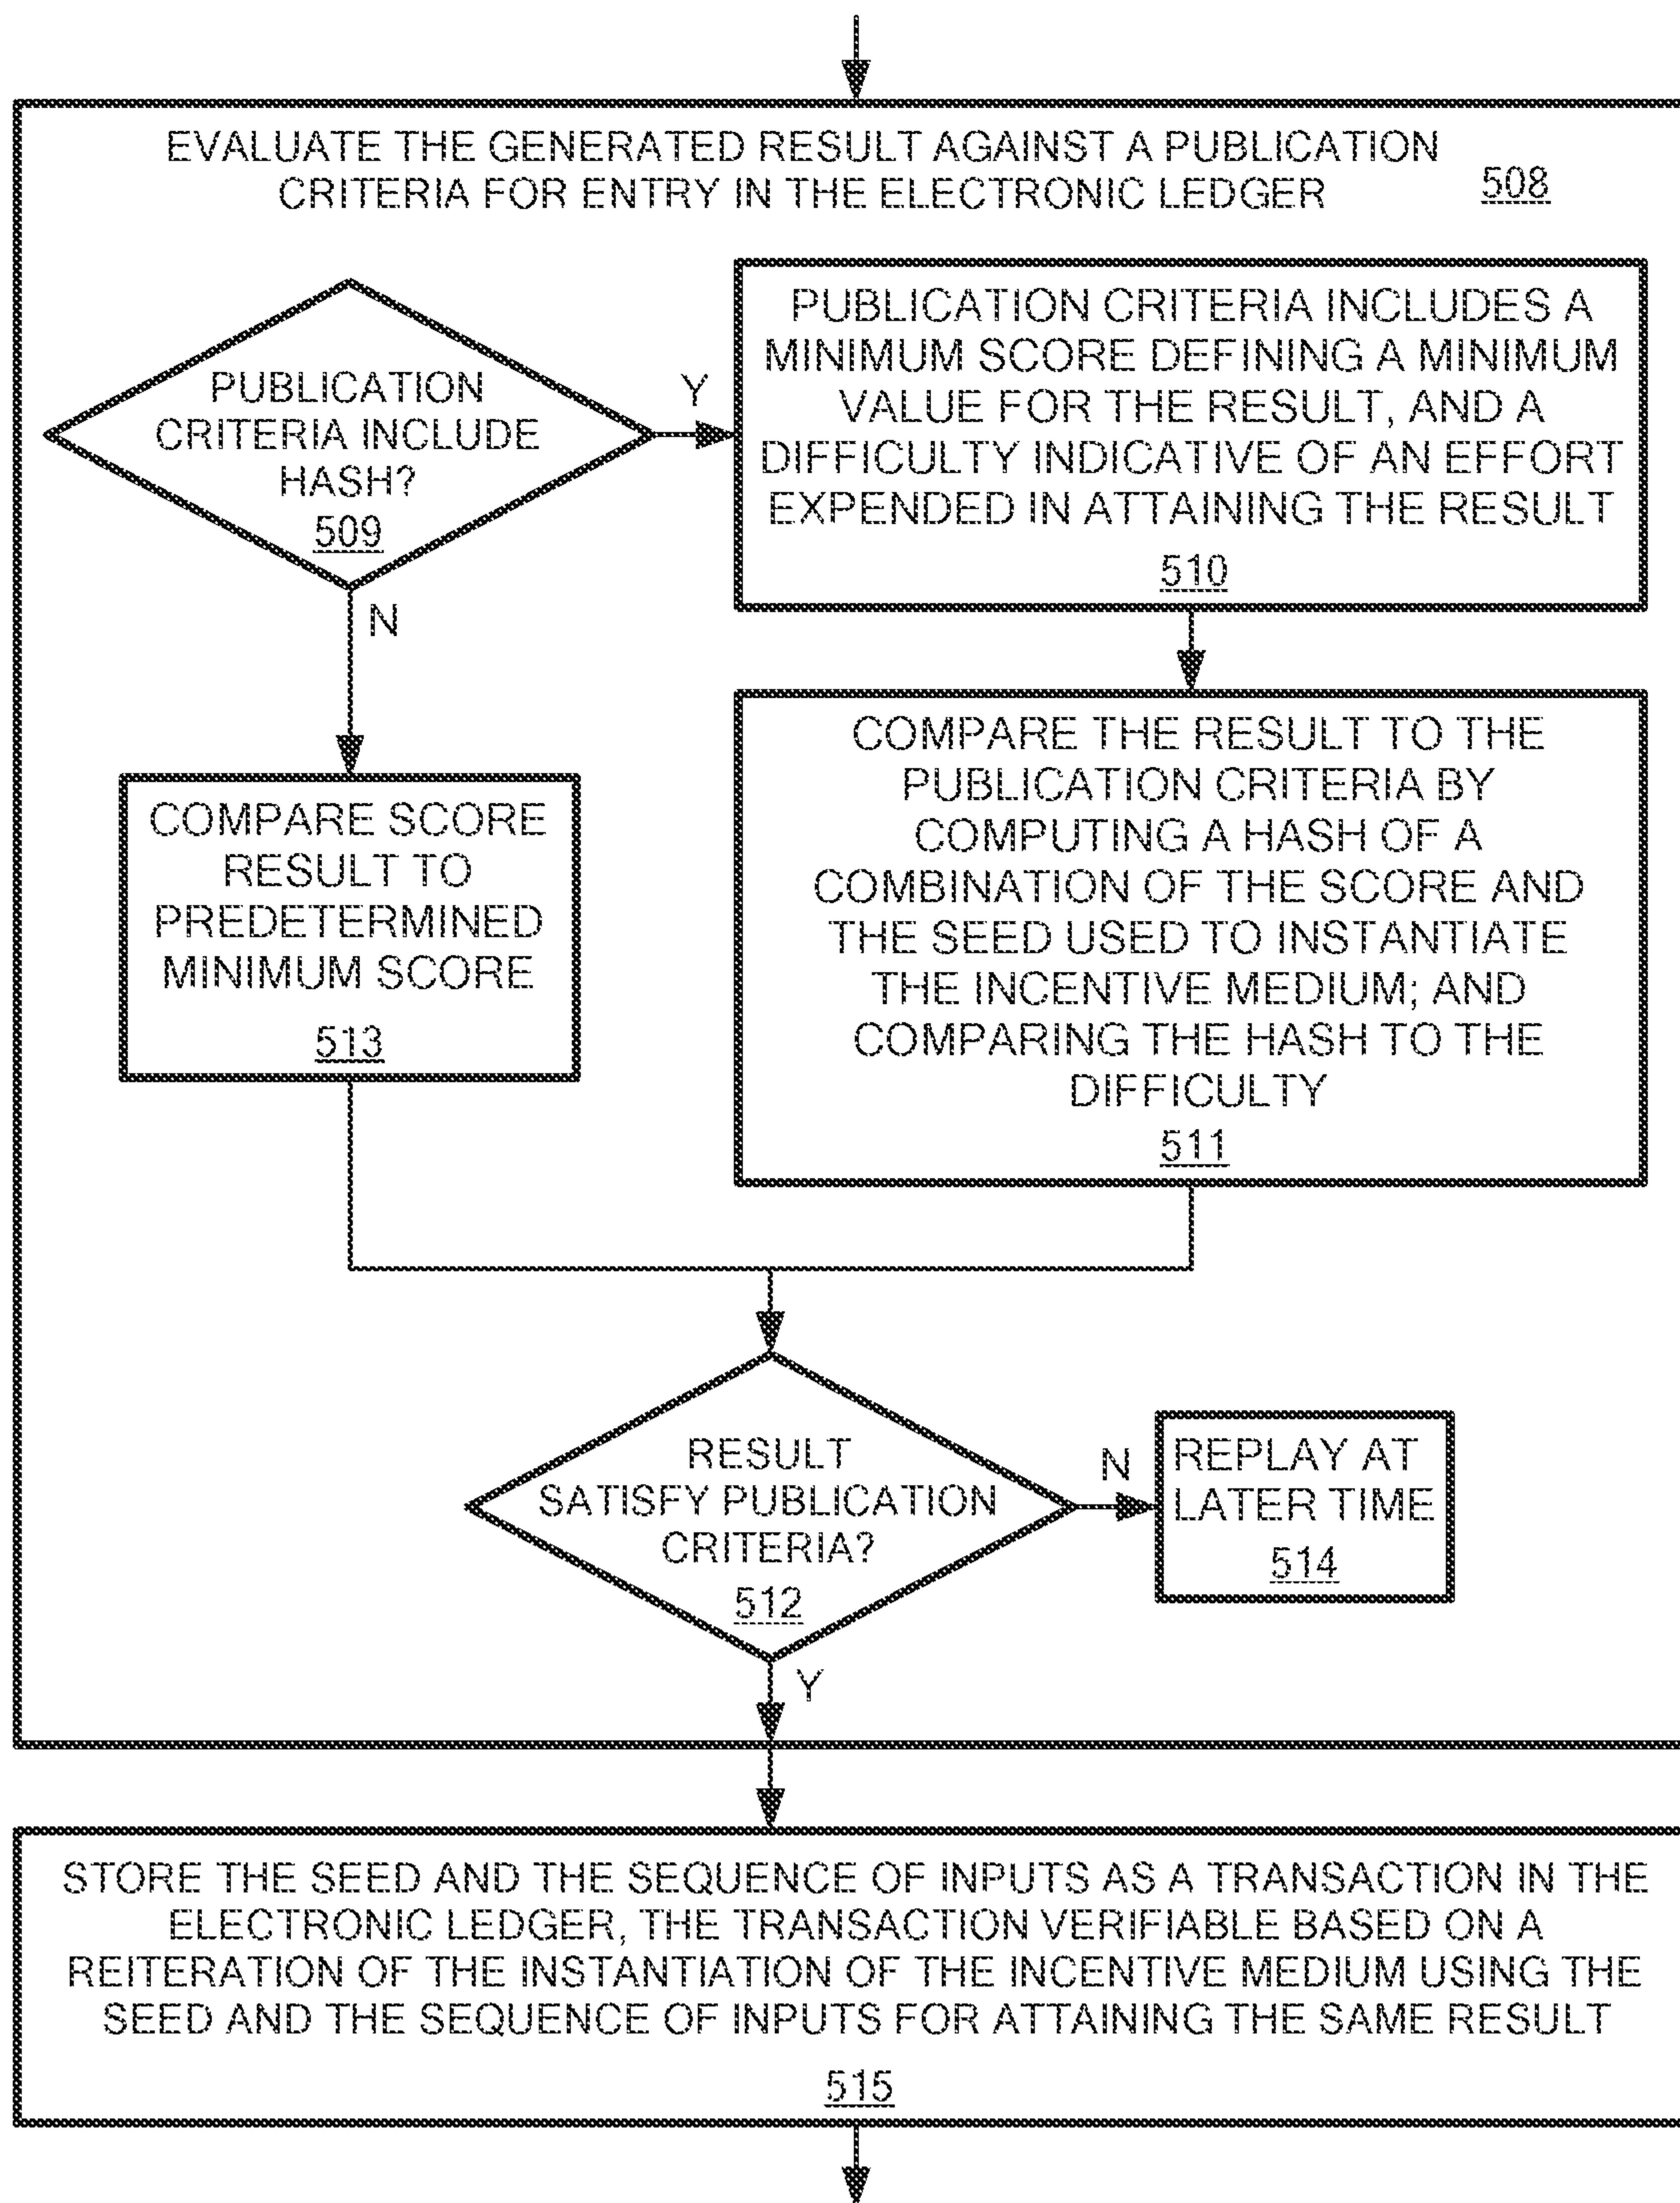 EVALUATE THE GENERATED RESULT AGAINST A PUBLICATION
CRITERIA FOR ENTRY IN THE ELECTRONIC LEDGER
508
PUBLICATION
CRITERIA INCLUDE
HASH?
509
Y
N
PUBLICATION CRITERIA INCLUDES A
MINIMUM SCORE DEFINING A MINIMUM
VALUE FOR THE RESULT, AND A
DIFFICULTY INDICATIVE OF AN EFFORT
EXPENDED IN ATTAINING THE RESULT
510
COMPARE SCORE
RESULT TO
PREDETERMINED
MINIMUM SCORE
513
COMPARE THE RESULT TO THE
PUBLICATION CRITERIA BY
COMPUTING A HASH OF A
COMBINATION OF THE SCORE AND
THE SEED USED TO INSTANTIATE
THE INCENTIVE MEDIUM; AND
COMPARING THE HASH TO THE
DIFFICULTY
511
RESULT
SATISFY PUBLICATION
CRITERIA?
512
N
REPLAY AT
LATER TIME
514
Y
STORE THE SEED AND THE SEQUENCE OF INPUTS AS A TRANSACTION IN THE
ELECTRONIC LEDGER, THE TRANSACTION VERIFIABLE BASED ON A
REITERATION OF THE INSTANTIATION OF THE INCENTIVE MEDIUM USING THE
SEED AND THE SEQUENCE OF INPUTS FOR ATTAINING THE SAME RESULT
515